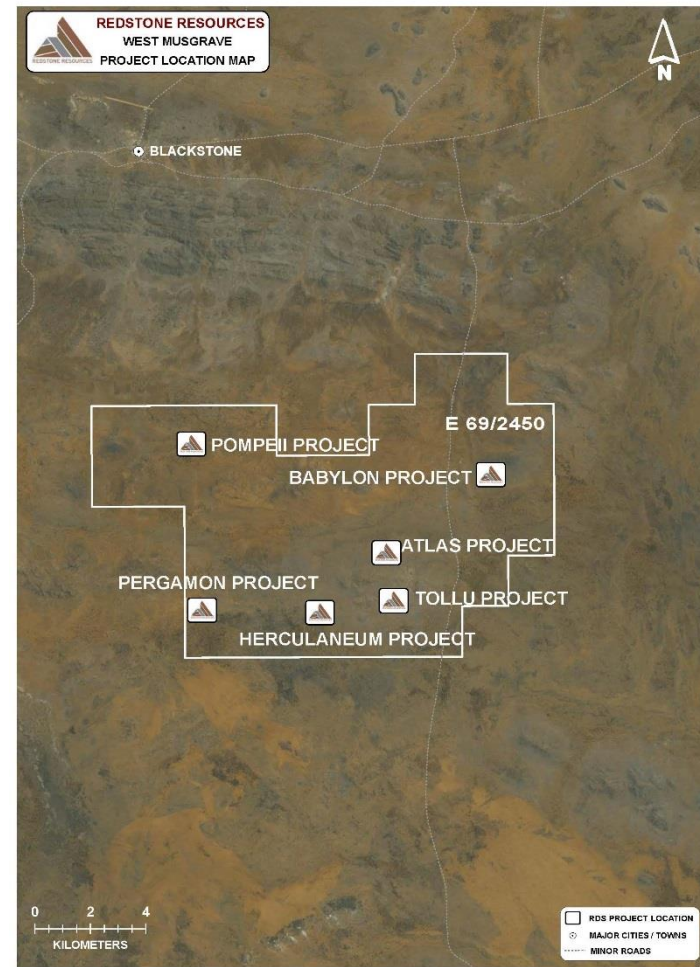 REDSTONE RESOURCES
WEST MUSGRAVE
PROJECT LOCATION MAP
REDSTONE RESOURCES
N
BLACKSTONE
E 69/2450
POMPEII PROJECT
BABYLON PROJECT
ATLAS PROJECT
PERGAMON PROJECT
TOLLU PROJECT
HERCULANEUM PROJECT
0 2 4
KILOMETERS
RDS PROJECT LOCATION
MAJOR CITIES / TOWNS
MINOR ROADS